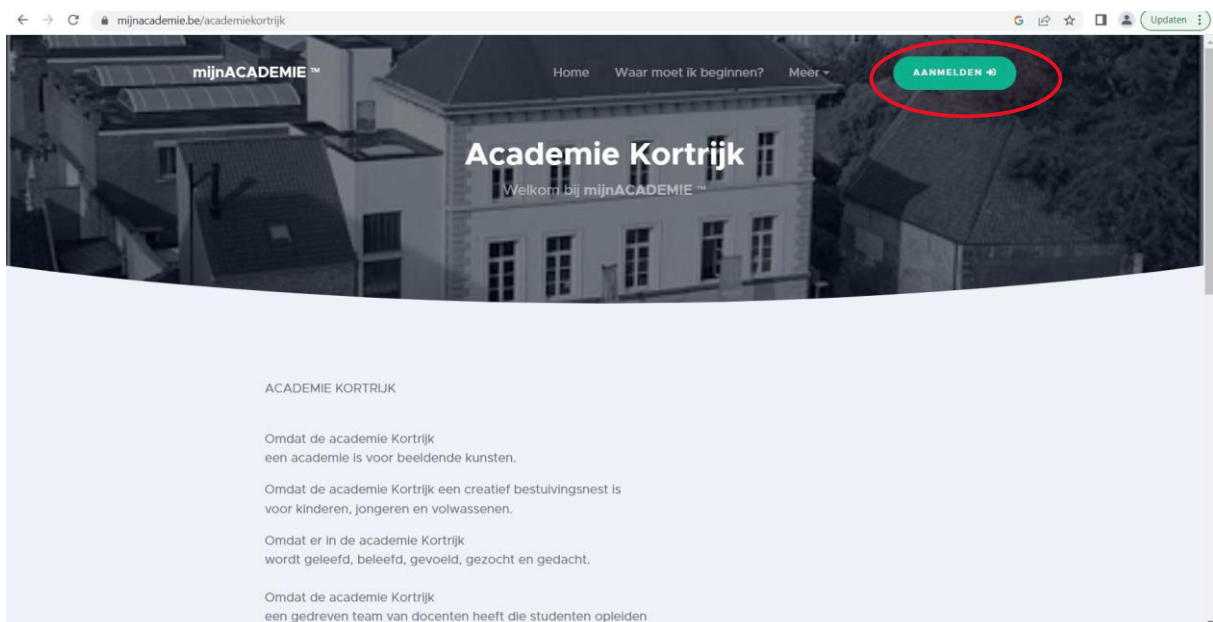 mijnacademie.be/academiekortrijk
Updaten
mijnACADEMIE ™
Home
Waar moet ik beginnen?
Meer
AANMELDEN
Academie Kortrijk
Welkom bij mijnACADEMIE ™
ACADEMIE KORTRIJK
Omdat de academie Kortrijk
een academie is voor beeldende kunsten.
Omdat de academie Kortrijk een creatief bestuivingsnest is
voor kinderen, jongeren en volwassenen.
Omdat er in de academie Kortrijk
wordt geleefd, beleefd, gevoeld, gezocht en gedacht.
Omdat de academie Kortrijk
een gedreven team van docenten heeft die studenten opleiden